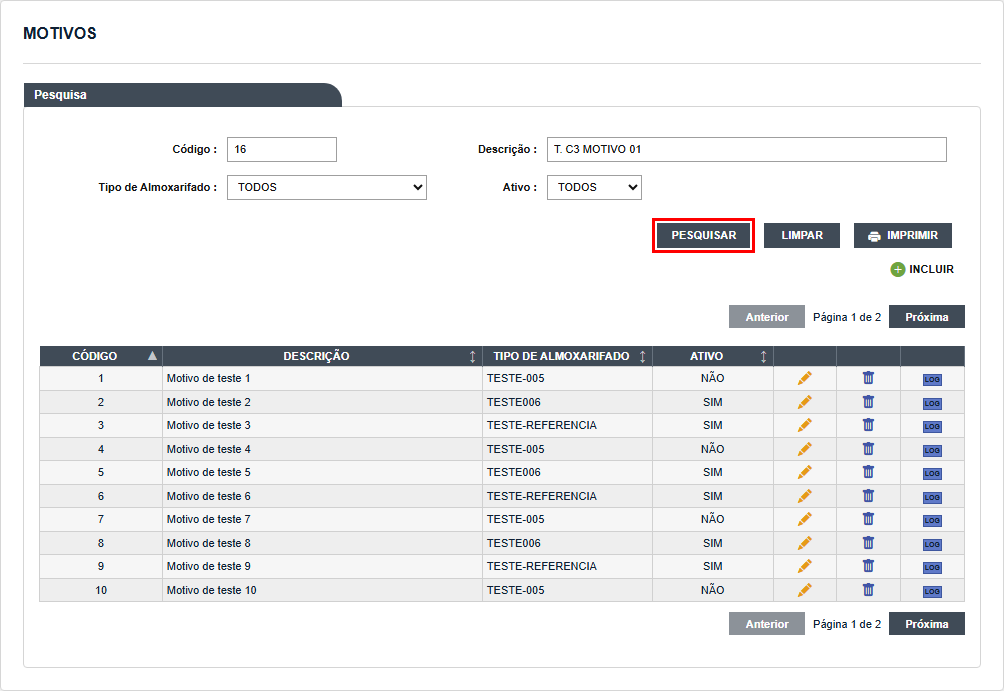 MOTIVOS
Pesquisa
Código : 16 Descrição : T. C3 MOTIVO 01
Tipo de Almoxarifado : TODOS Ativo : TODOS
PESQUISAR LIMPAR IMPRIMIR
INCLUIR
Anterior Página 1 de 2 Próxima
CÓDIGO DESCRIÇÃO TIPO DE ALMOXARIFADO ATIVO
1 Motivo de teste 1 TESTE-005 NÃO LOG
2 Motivo de teste 2 TESTE006 SIM LOG
3 Motivo de teste 3 TESTE-REFERENCIA SIM LOG
4 Motivo de teste 4 TESTE-005 NÃO LOG
5 Motivo de teste 5 TESTE006 SIM LOG
6 Motivo de teste 6 TESTE-REFERENCIA SIM LOG
7 Motivo de teste 7 TESTE-005 NÃO LOG
8 Motivo de teste 8 TESTE006 SIM LOG
9 Motivo de teste 9 TESTE-REFERENCIA SIM LOG
10 Motivo de teste 10 TESTE-005 NÃO LOG
Anterior Página 1 de 2 Próxima